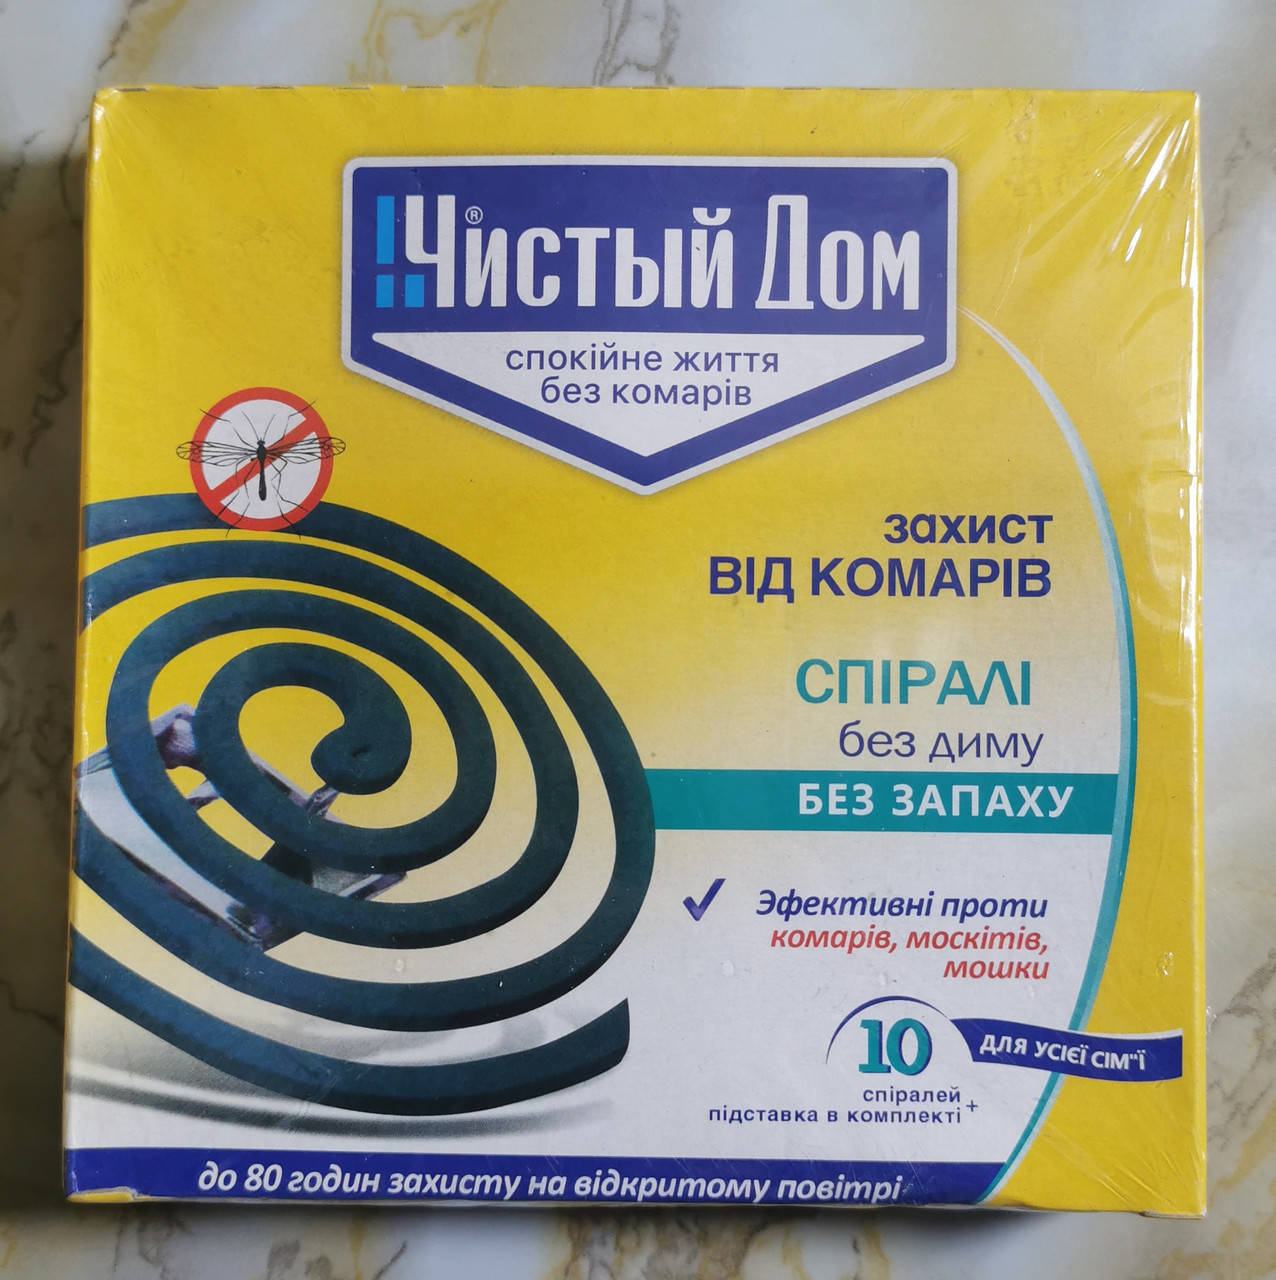 Чистый Дом®
спокійне життя
без комарів
захист
ВІД КОМАРІВ
СПІРАЛІ
без диму
БЕЗ ЗАПАХУ
Эфективні проти
комарів, москітів,
мошки
10
ДЛЯ УСІЄЇ СІМ"Ї
спіралей
підставка в комплекті+
до 80 годин захисту на відкритому повітрі